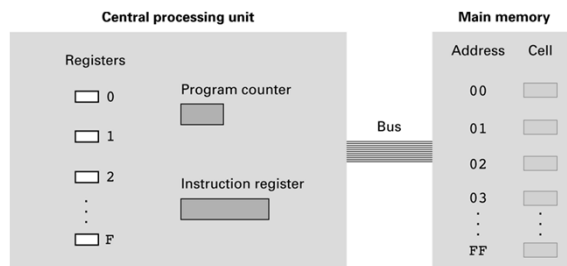 Central processing unit
Main memory
Registers
0
1
2
F
Program counter
Instruction register
Bus
Address Cell
00
01
02
03
FF